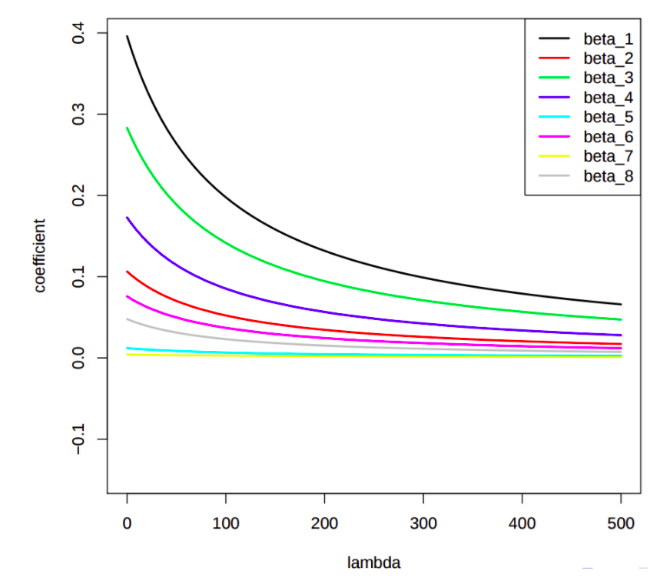 0.4
0.3
0.2
0.1
0.0
−0.1
coefficient
beta_1
beta_2
beta_3
beta_4
beta_5
beta_6
beta_7
beta_8
0 100 200 300 400 500
lambda